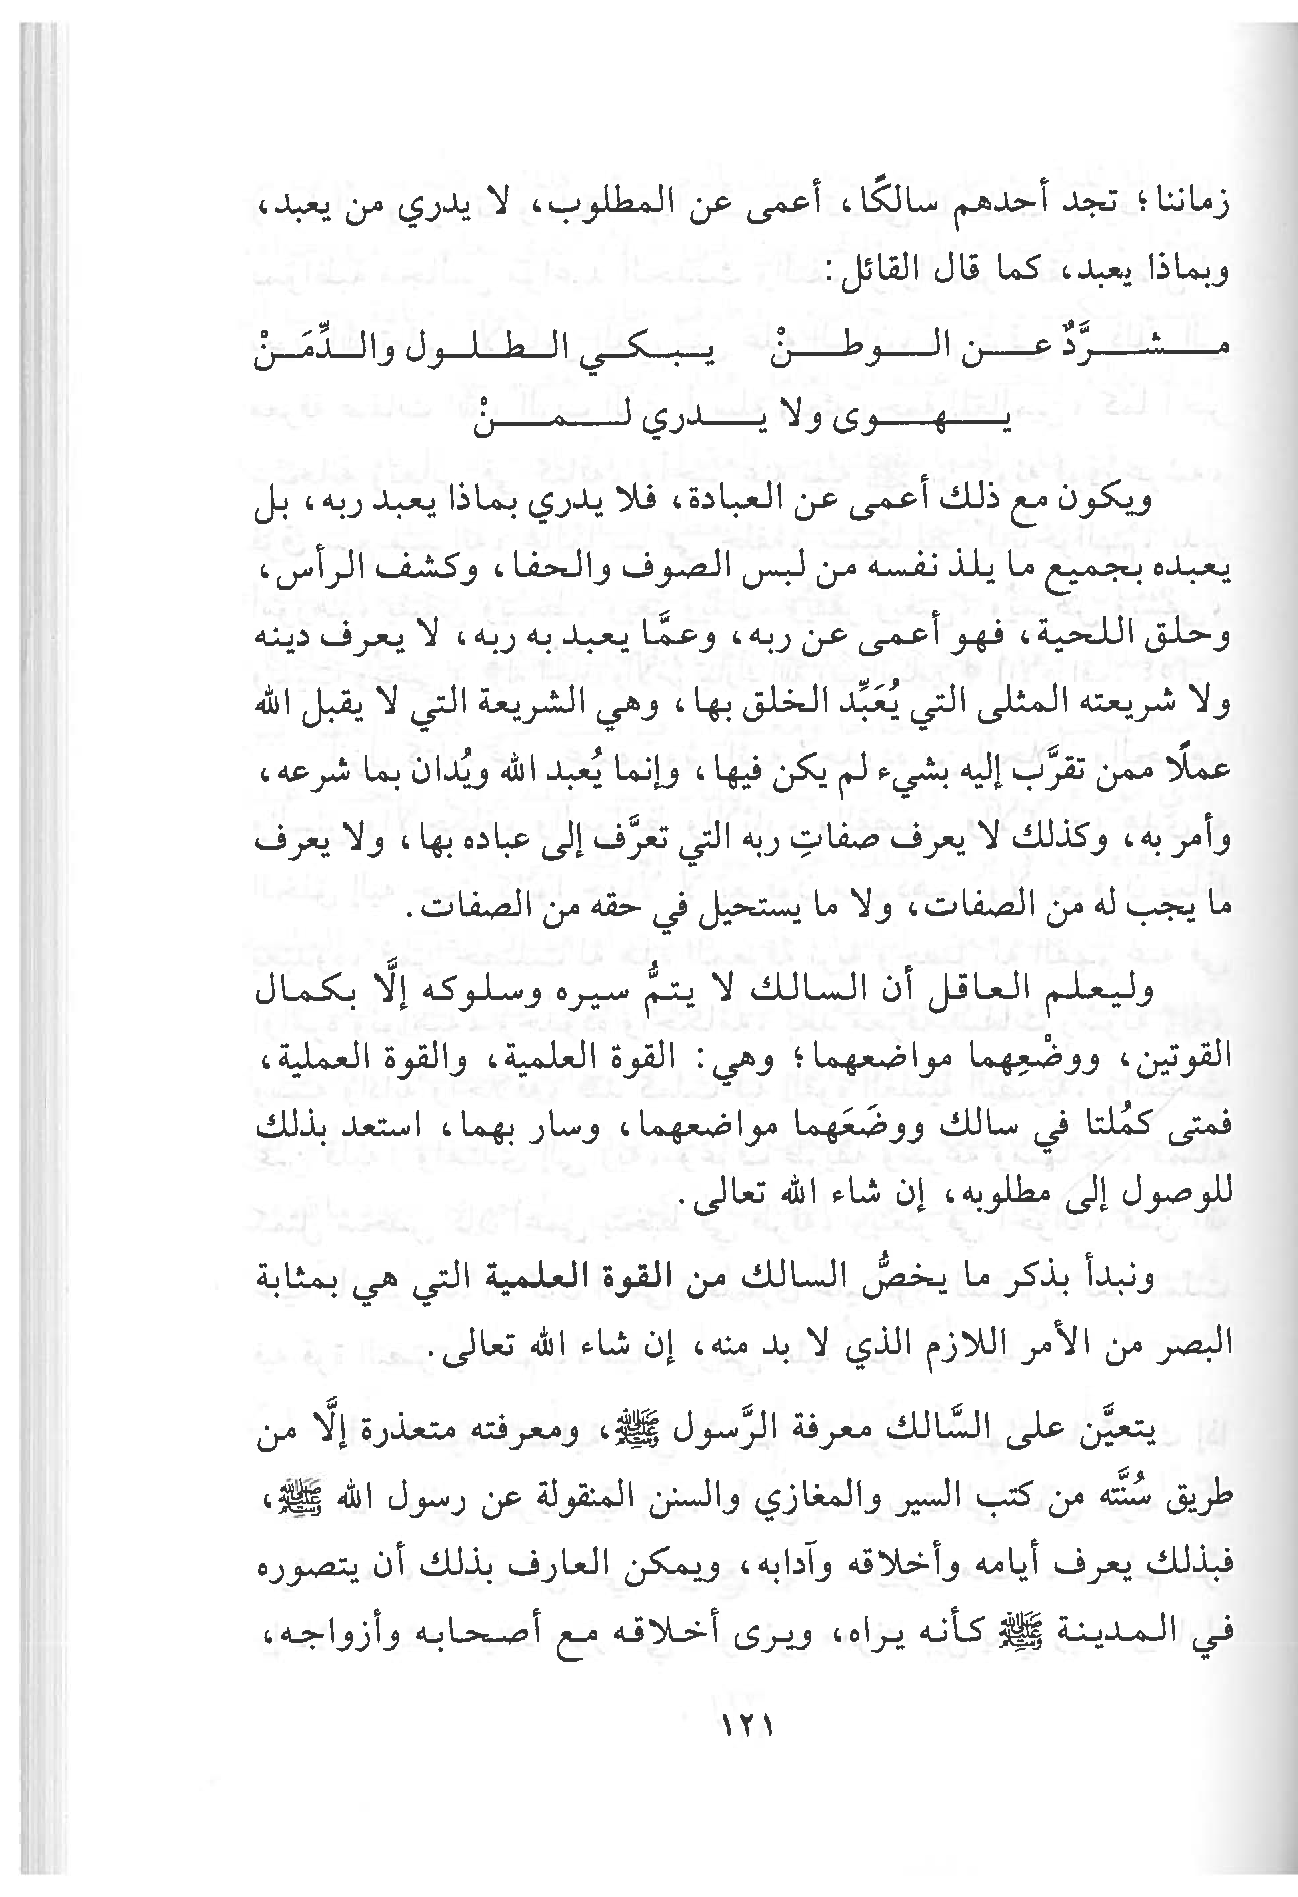 زماننا؛ تجد أحدهم سالكًا، أعمى عن المطلوب، لا يدري من يعبد،
وبماذا يعبد، كما قال القائل:
مشرَّدٌ عن الوطنْ يبكي الطلول والدِّمَنْ
يهوى ولا يدري لمنْ
ويكون مع ذلك أعمى عن العبادة، فلا يدري بماذا يعبد ربه، بل
يعبده بجميع ما يلذ نفسه من لبس الصوف والحفا، وكشف الرأس،
وحلق اللحية، فهو أعمى عن ربه، وعمَّا يعبد به ربه، لا يعرف دينه
ولا شريعته المثلى التي يُعَبِّد الخلق بها، وهي الشريعة التي لا يقبل الله
عملًا ممن تقرَّب إليه بشيء لم يكن فيها، وإنما يُعبد الله ويُدان بما شرعه،
وأمر به، وكذلك لا يعرف صفاتِ ربه التي تعرَّف إلى عباده بها، ولا يعرف
ما يجب له من الصفات، ولا ما يستحيل في حقه من الصفات.
وليعلم العاقل أن السالك لا يتمُّ سيره وسلوكه إلَّا بكمال
القوتين، ووضْعِهما مواضعهما؛ وهي: القوة العلمية، والقوة العملية،
فمتى كمُلتا في سالك ووضَعَهما مواضعهما، وسار بهما، استعد بذلك
للوصول إلى مطلوبه، إن شاء الله تعالى.
ونبدأ بذكر ما يخصُّ السالك من القوة العلمية التي هي بمثابة
البصر من الأمر اللازم الذي لا بد منه، إن شاء الله تعالى.
يتعيَّن على السَّالك معرفة الرَّسول ﷺ، ومعرفته متعذرة إلَّا من
طريق سُنَّته من كتب السير والمغازي والسنن المنقولة عن رسول الله ﷺ،
فبذلك يعرف أيامه وأخلاقه وآدابه، ويمكن العارف بذلك أن يتصوره
في المدينة ﷺ كأنه يراه، ويرى أخلاقه مع أصحابه وأزواجه،
١٢١